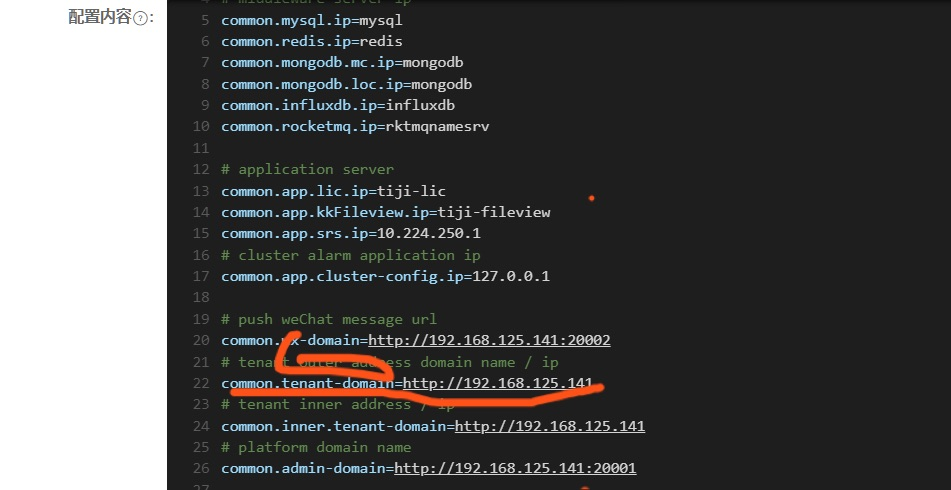 配置内容?:
# middleware server ip
5 common.mysql.ip=mysql
6 common.redis.ip=redis
7 common.mongodb.mc.ip=mongodb
8 common.mongodb.loc.ip=mongodb
9 common.influxdb.ip=influxdb
10 common.rocketmq.ip=rktmqnamesrv
11
12 # application server
13 common.app.lic.ip=tiji-lic
14 common.app.kkFileview.ip=tiji-fileview
15 common.app.srs.ip=10.224.250.1
16 # cluster alarm application ip
17 common.app.cluster-config.ip=127.0.0.1
18
19 # push weChat message url
20 common.wx-domain=http://192.168.125.141:20002
21 # tenant outer address domain name / ip
22 common.tenant-domain=http://192.168.125.141
23 # tenant inner address / ip
24 common.inner.tenant-domain=http://192.168.125.141
25 # platform domain name
26 common.admin-domain=http://192.168.125.141:20001
27